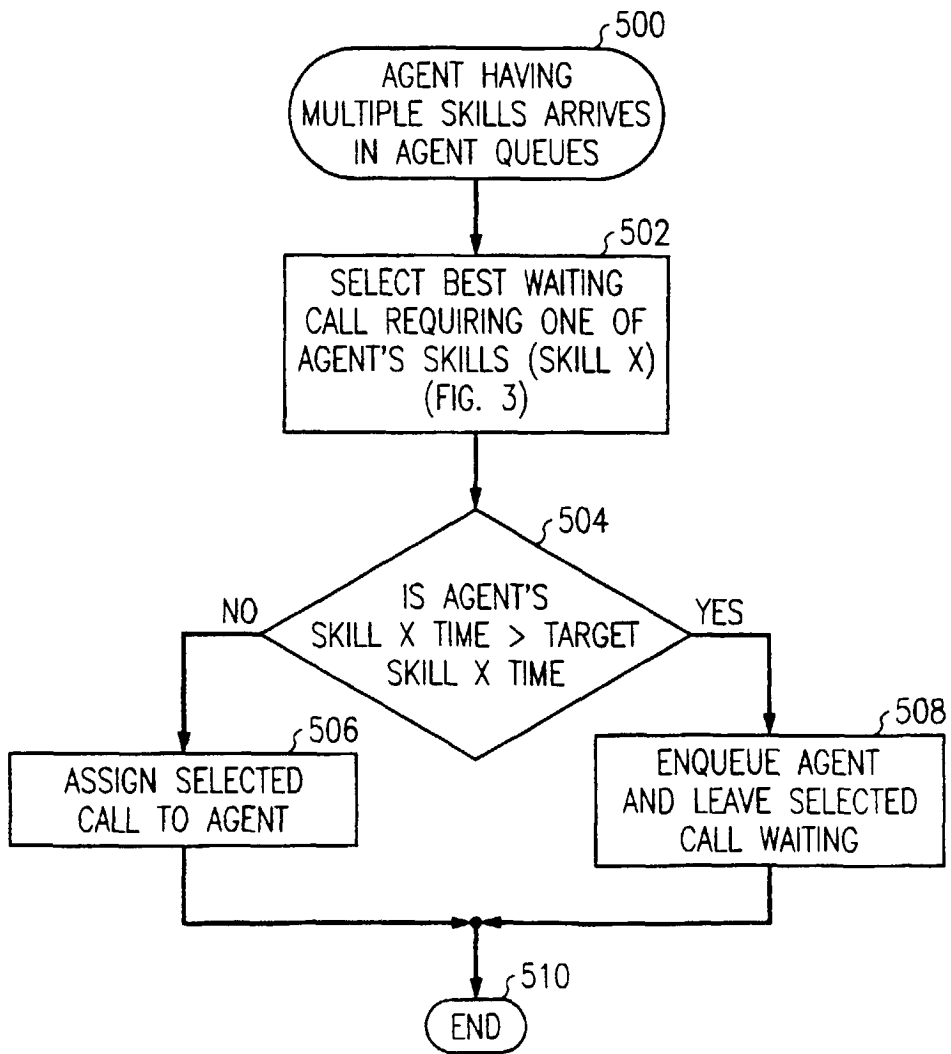 500
AGENT HAVING
MULTIPLE SKILLS ARRIVES
IN AGENT QUEUES
502
SELECT BEST WAITING
CALL REQUIRING ONE OF
AGENT'S SKILLS (SKILL X)
(FIG. 3)
504
IS AGENT'S
SKILL X TIME > TARGET
SKILL X TIME
NO
YES
506
ASSIGN SELECTED
CALL TO AGENT
508
ENQUEUE AGENT
AND LEAVE SELECTED
CALL WAITING
510
END